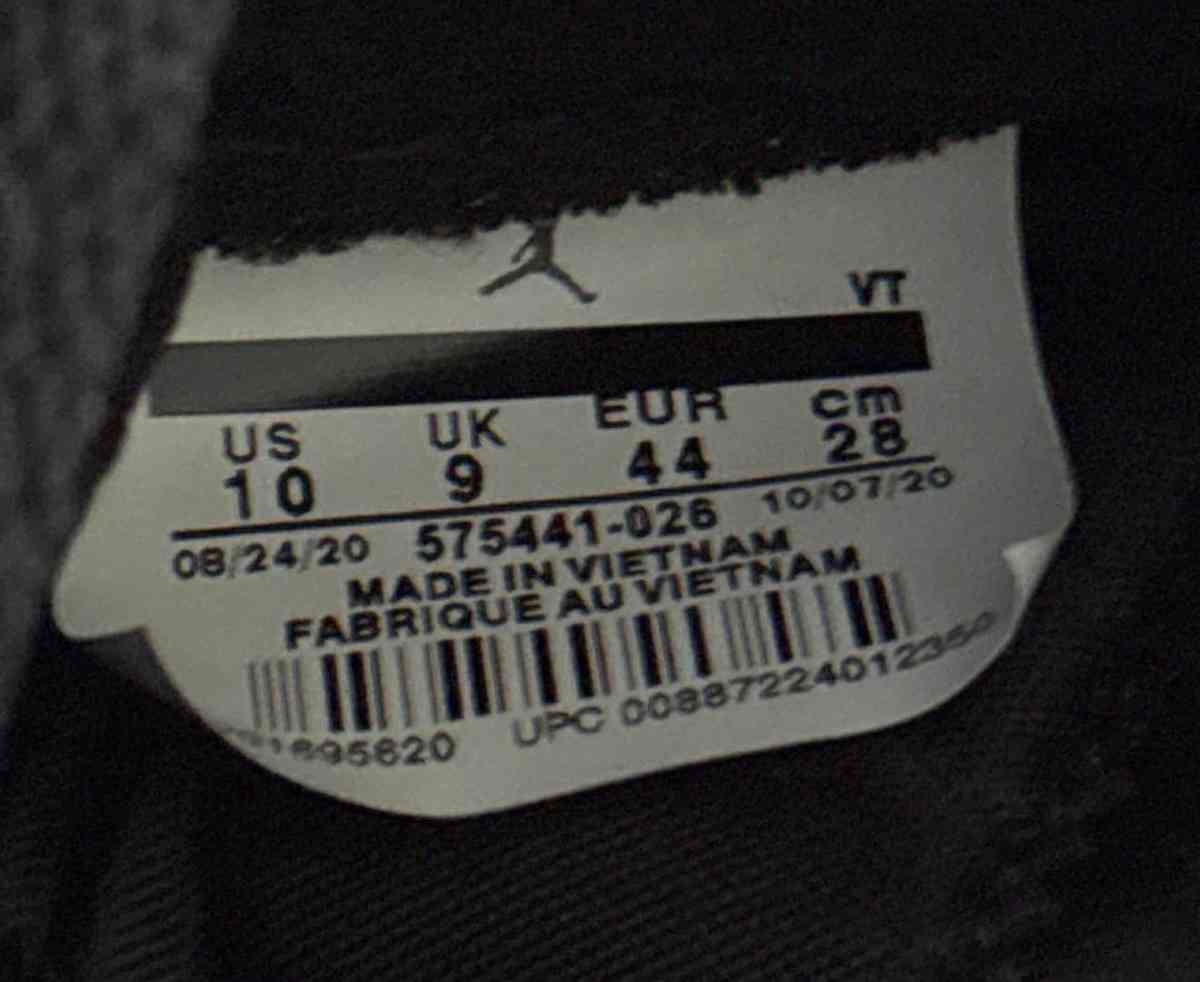 VT
US UK EUR cm
10 9 44 28
08/24/20 575441-026 10/07/20
MADE IN VIETNAM
FABRIQUE AU VIETNAM
UPC